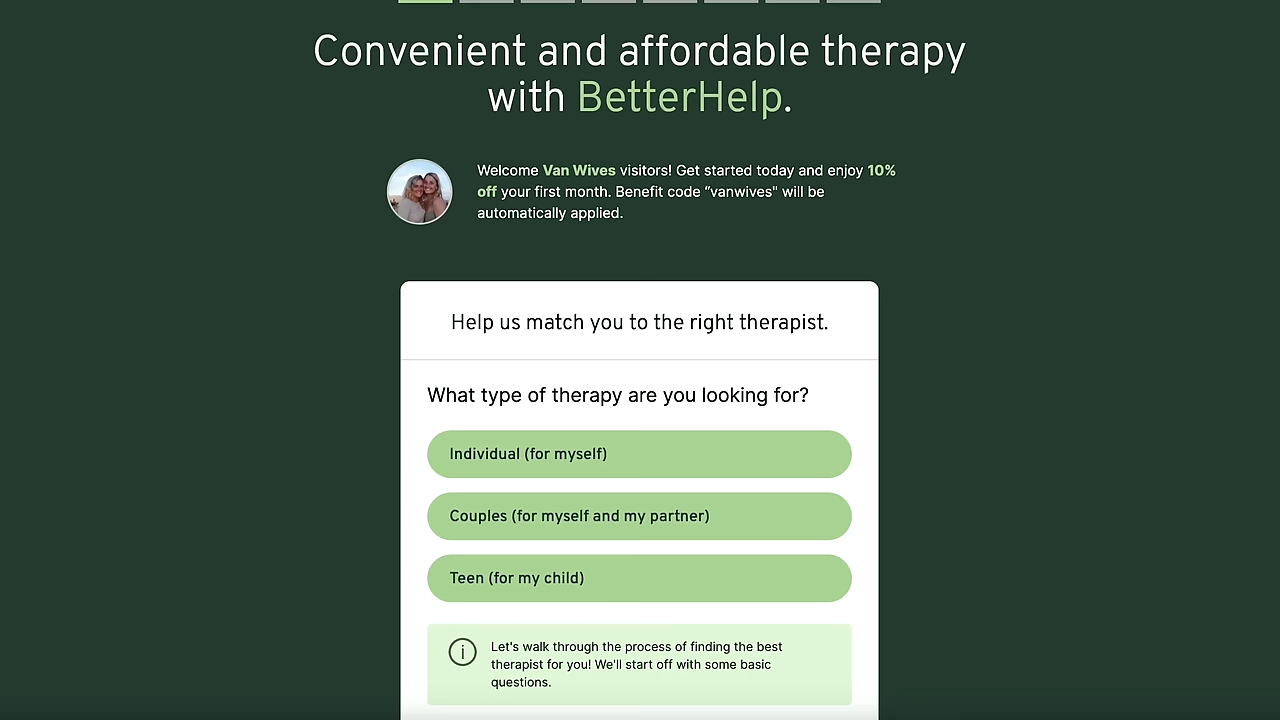 Convenient and affordable therapy
with BetterHelp.
Welcome Van Wives visitors! Get started today and enjoy 10%
off your first month. Benefit code “vanwives" will be
automatically applied.
Help us match you to the right therapist.
What type of therapy are you looking for?
Individual (for myself)
Couples (for myself and my partner)
Teen (for my child)
Let's walk through the process of finding the best
therapist for you! We'll start off with some basic
questions.